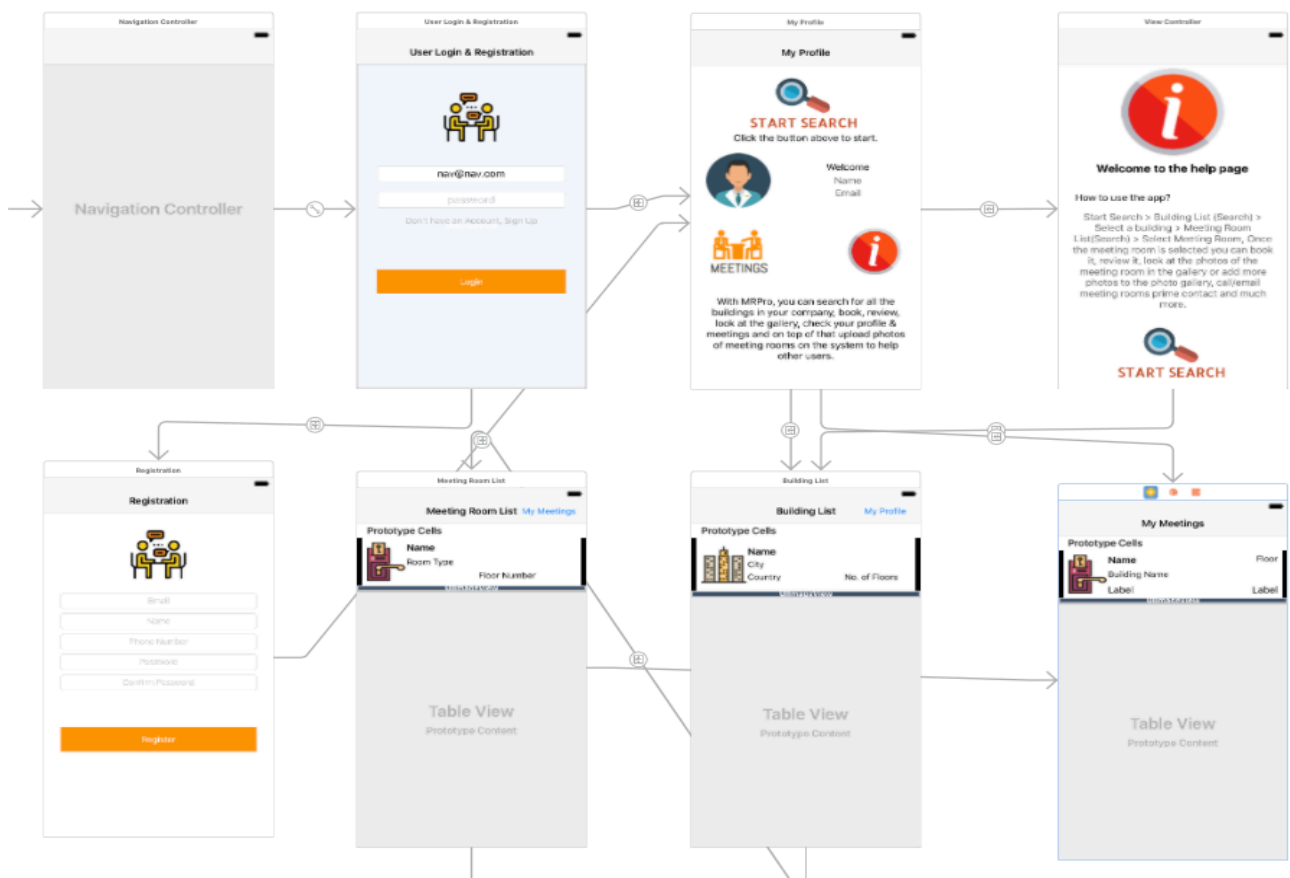 Navigation Controller
Navigation Controller
User Login & Registration
User Login & Registration
nav@nav.com
password
Don't have an Account, Sign Up
Login
My Profile
My Profile
START SEARCH
Click the button above to start.
Welcome
Name
Email
MEETINGS
With MRPro, you can search for all the
buildings in your company, book, review,
look at the gallery, check your profile &
meetings and on top of that upload photos
of meeting rooms on the system to help
other users.
View Controller
Welcome to the help page
How to use the app?
Start Search > Building List (Search) >
Select a building > Meeting Room
List(Search) > Select Meeting Room, Once
the meeting room is selected you can book
it, review it, look at the photos of the
meeting room in the gallery or add more
photos to the photo gallery, call/email
meeting rooms prime contact and much
more.
START SEARCH
Registration
Registration
Email
Name
Phone Number
Password
Confirm Password
Register
Meeting Room List
Meeting Room List My Meetings
Prototype Cells
Name
Room Type
Floor Number
Table View
Prototype Content
Building List
Building List My Profile
Prototype Cells
Name
City
Country No. of Floors
Table View
Prototype Content
My Meetings
Prototype Cells
Name Floor
Building Name
Label Label
Table View
Prototype Content